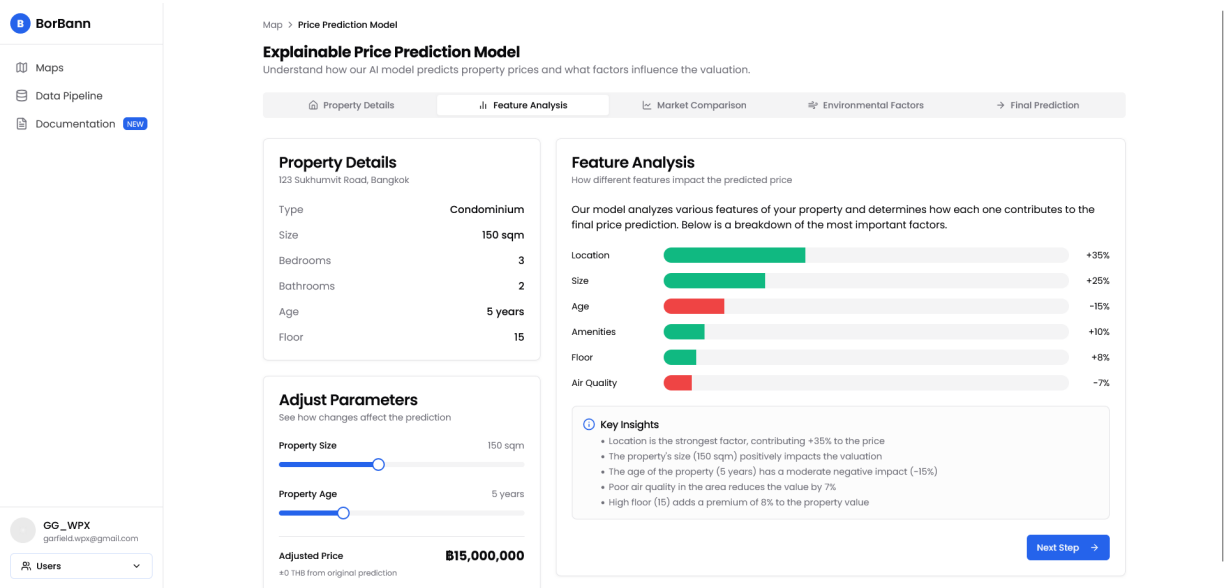 B BorBann
Maps
Data Pipeline
Documentation NEW
GG_WPX
garfield.wpx@gmail.com
Users
Map > Price Prediction Model
Explainable Price Prediction Model
Understand how our AI model predicts property prices and what factors influence the valuation.
Property Details
Feature Analysis
Market Comparison
Environmental Factors
Final Prediction
Property Details
123 Sukhumvit Road, Bangkok
Type Condominium
Size 150 sqm
Bedrooms 3
Bathrooms 2
Age 5 years
Floor 15
Adjust Parameters
See how changes affect the prediction
Property Size 150 sqm
Property Age 5 years
Adjusted Price ฿15,000,000
±0 THB from original prediction
Feature Analysis
How different features impact the predicted price
Our model analyzes various features of your property and determines how each one contributes to the
final price prediction. Below is a breakdown of the most important factors.
Location +35%
Size +25%
Age -15%
Amenities +10%
Floor +8%
Air Quality -7%
Key Insights
• Location is the strongest factor, contributing +35% to the price
• The property's size (150 sqm) positively impacts the valuation
• The age of the property (5 years) has a moderate negative impact (-15%)
• Poor air quality in the area reduces the value by 7%
• High floor (15) adds a premium of 8% to the property value
Next Step